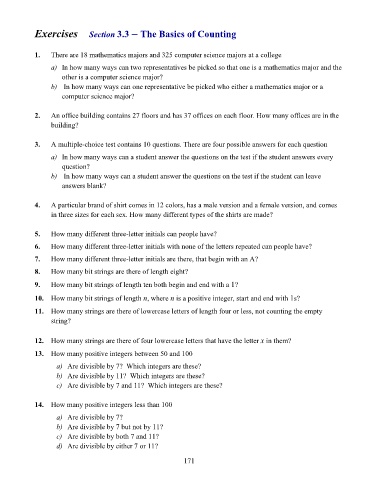 Exercises Section 3.3 – The Basics of Counting
1. There are 18 mathematics majors and 325 computer science majors at a college
a) In how many ways can two representatives be picked so that one is a mathematics major and the
other is a computer science major?
b) In how many ways can one representative be picked who either a mathematics major or a
computer science major?
2. An office building contains 27 floors and has 37 offices on each floor. How many offices are in the
building?
3. A multiple-choice test contains 10 questions. There are four possible answers for each question
a) In how many ways can a student answer the questions on the test if the student answers every
question?
b) In how many ways can a student answer the questions on the test if the student can leave
answers blank?
4. A particular brand of shirt comes in 12 colors, has a male version and a female version, and comes
in three sizes for each sex. How many different types of the shirts are made?
5. How many different three-letter initials can people have?
6. How many different three-letter initials with none of the letters repeated can people have?
7. How many different three-letter initials are there, that begin with an A?
8. How many bit strings are there of length eight?
9. How many bit strings of length ten both begin and end with a 1?
10. How many bit strings of length n, where n is a positive integer, start and end with 1s?
11. How many strings are there of lowercase letters of length four or less, not counting the empty
string?
12. How many strings are there of four lowercase letters that have the letter x in them?
13. How many positive integers between 50 and 100
a) Are divisible by 7? Which integers are these?
b) Are divisible by 11? Which integers are these?
c) Are divisible by 7 and 11? Which integers are these?
14. How many positive integers less than 100
a) Are divisible by 7?
b) Are divisible by 7 but not by 11?
c) Are divisible by both 7 and 11?
d) Are divisible by either 7 or 11?
171